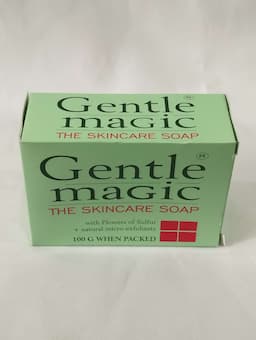 Gentle
magic
THE SKINCARE SOAP
Gentle
magic
THE SKINCARE SOAP
with Flowers of Sulfur
+ natural micro-exfoliants
100 G WHEN PACKED